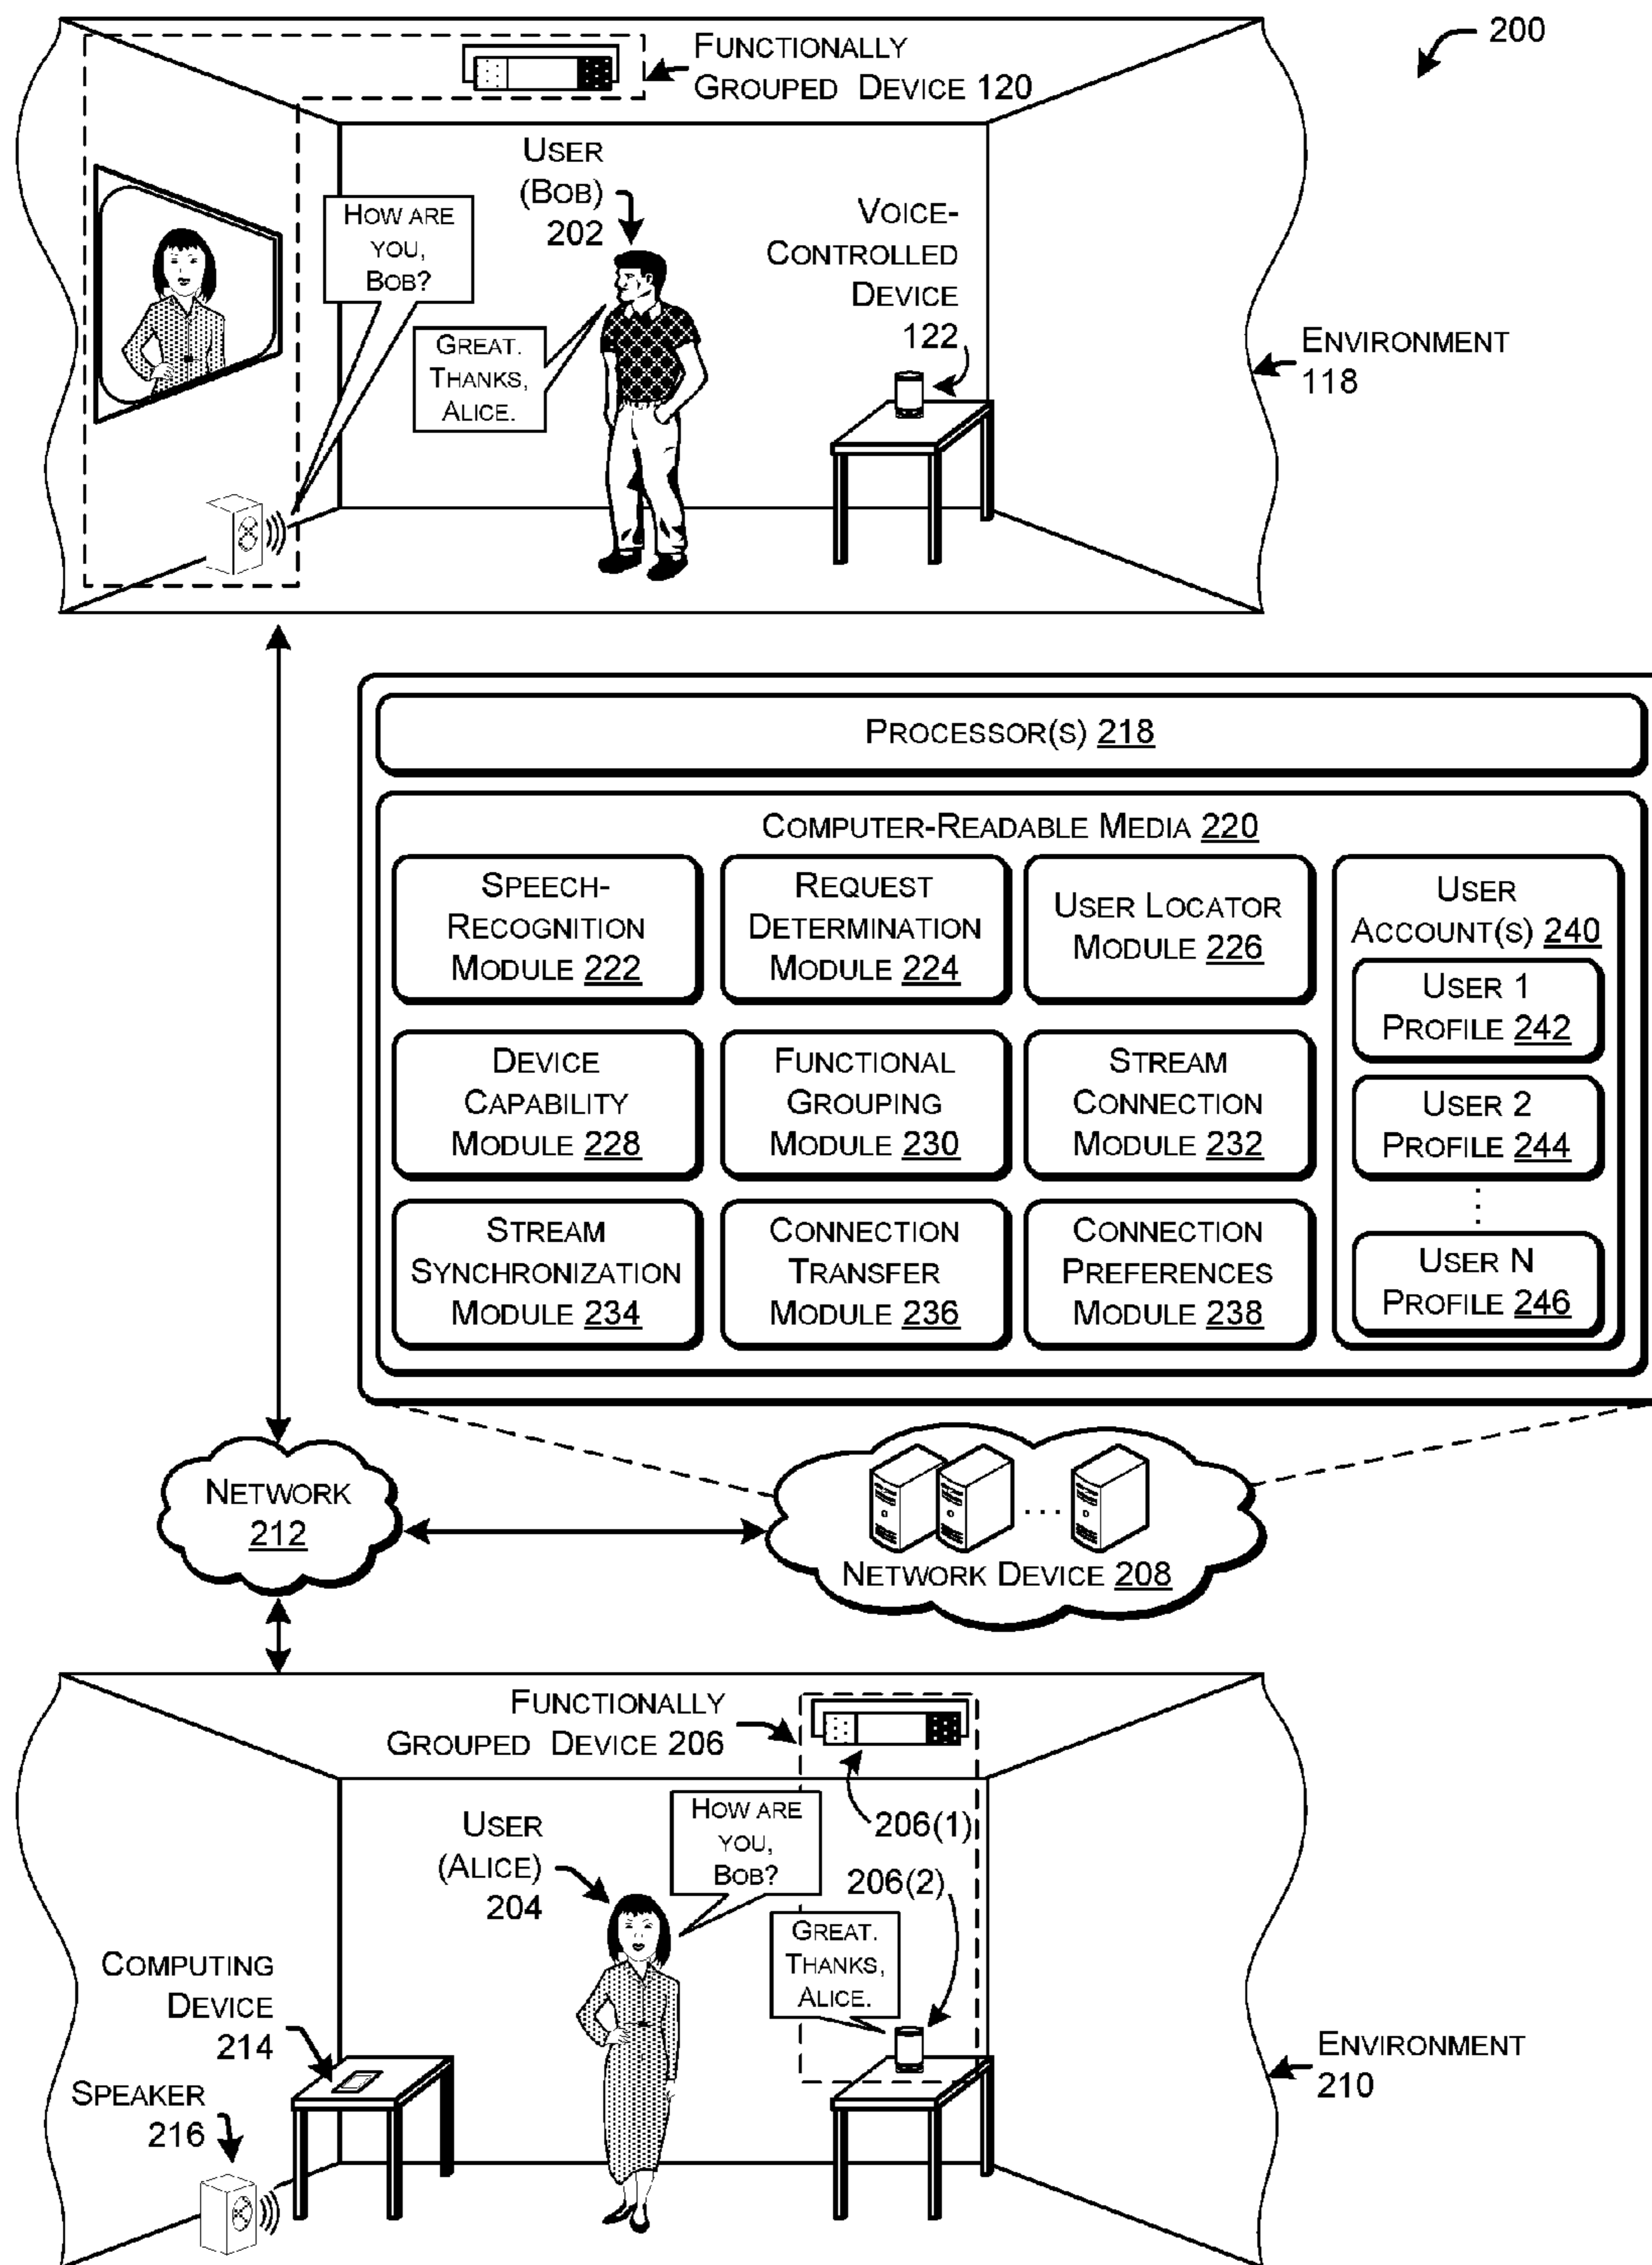 200
FUNCTIONALLY
GROUPED DEVICE 120
USER
(BOB)
202
HOW ARE
YOU,
BOB?
GREAT.
THANKS,
ALICE.
VOICE-
CONTROLLED
DEVICE
122
ENVIRONMENT
118
PROCESSOR(S) 218
COMPUTER-READABLE MEDIA 220
SPEECH-
RECOGNITION
MODULE 222
REQUEST
DETERMINATION
MODULE 224
USER LOCATOR
MODULE 226
DEVICE
CAPABILITY
MODULE 228
FUNCTIONAL
GROUPING
MODULE 230
STREAM
CONNECTION
MODULE 232
STREAM
SYNCHRONIZATION
MODULE 234
CONNECTION
TRANSFER
MODULE 236
CONNECTION
PREFERENCES
MODULE 238
USER
ACCOUNT(S) 240
USER 1
PROFILE 242
USER 2
PROFILE 244
USER N
PROFILE 246
NETWORK
212
...
NETWORK DEVICE 208
FUNCTIONALLY
GROUPED DEVICE 206
206(1)
USER
(ALICE)
204
HOW ARE
YOU,
BOB?
206(2)
GREAT.
THANKS,
ALICE.
COMPUTING
DEVICE
214
SPEAKER
216
ENVIRONMENT
210